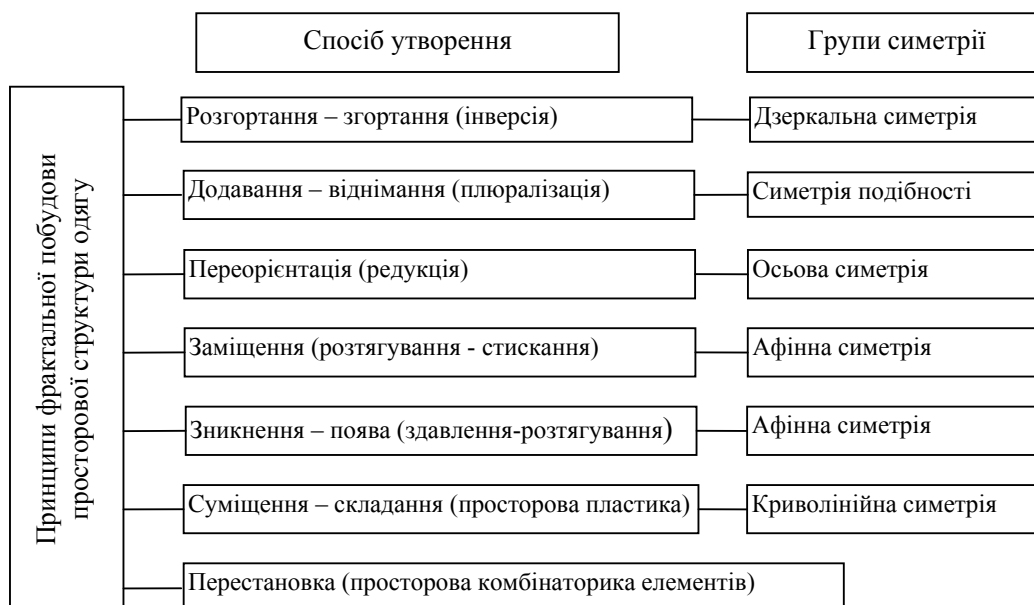 Спосіб утворення
Групи симетрії
Принципи фрактальної побудови
просторової структури одягу
Розгортання – згортання (інверсія)
Дзеркальна симетрія
Додавання – віднімання (плюралізація)
Симетрія подібності
Переорієнтація (редукція)
Осьова симетрія
Заміщення (розтягування - стискання)
Афінна симетрія
Зникнення – поява (здавлення-розтягування)
Афінна симетрія
Суміщення – складання (просторова пластика)
Криволінійна симетрія
Перестановка (просторова комбінаторика елементів)